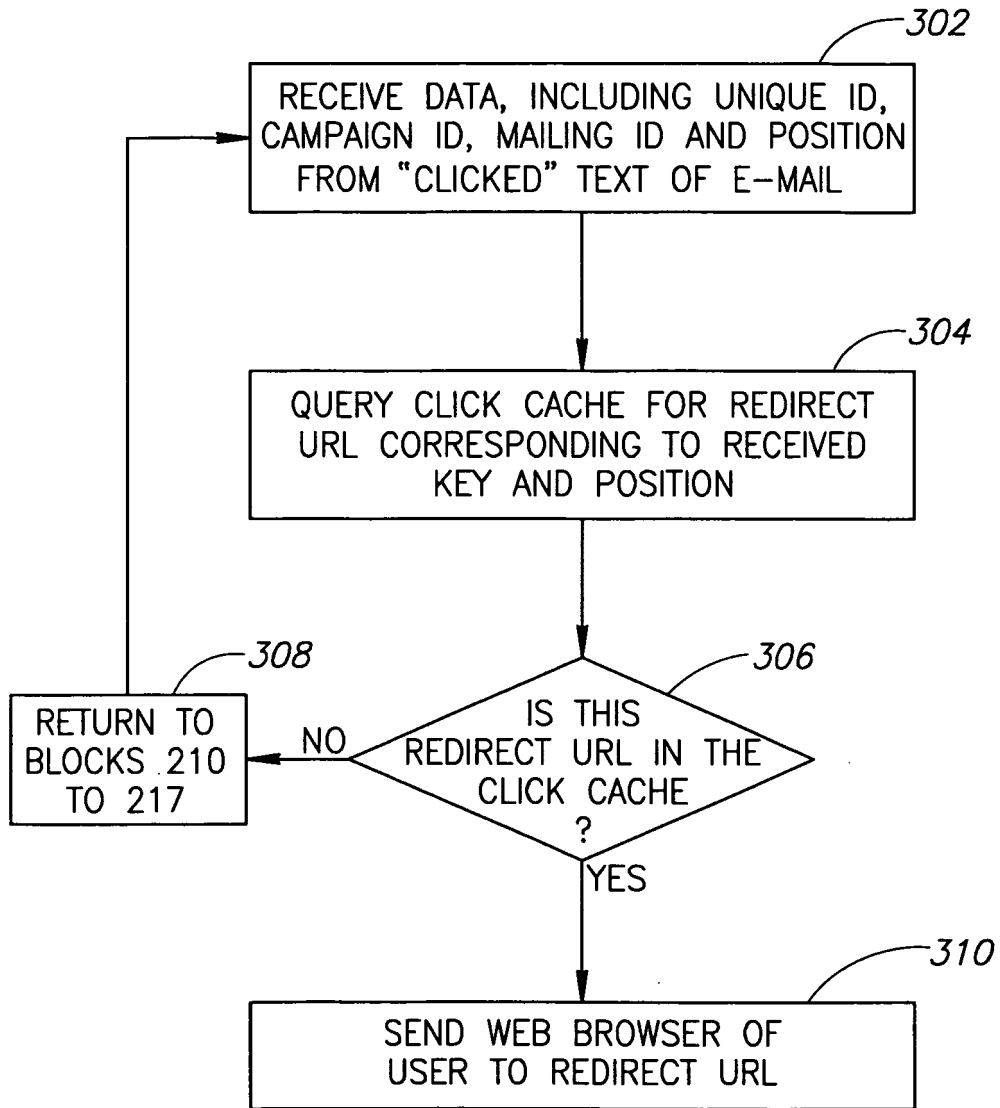 302
RECEIVE DATA, INCLUDING UNIQUE ID,
CAMPAIGN ID, MAILING ID AND POSITION
FROM "CLICKED" TEXT OF E-MAIL
304
QUERY CLICK CACHE FOR REDIRECT
URL CORRESPONDING TO RECEIVED
KEY AND POSITION
306
IS THIS
REDIRECT URL IN THE
CLICK CACHE
?
NO
308
RETURN TO
BLOCKS 210
TO 217
YES
310
SEND WEB BROWSER OF
USER TO REDIRECT URL